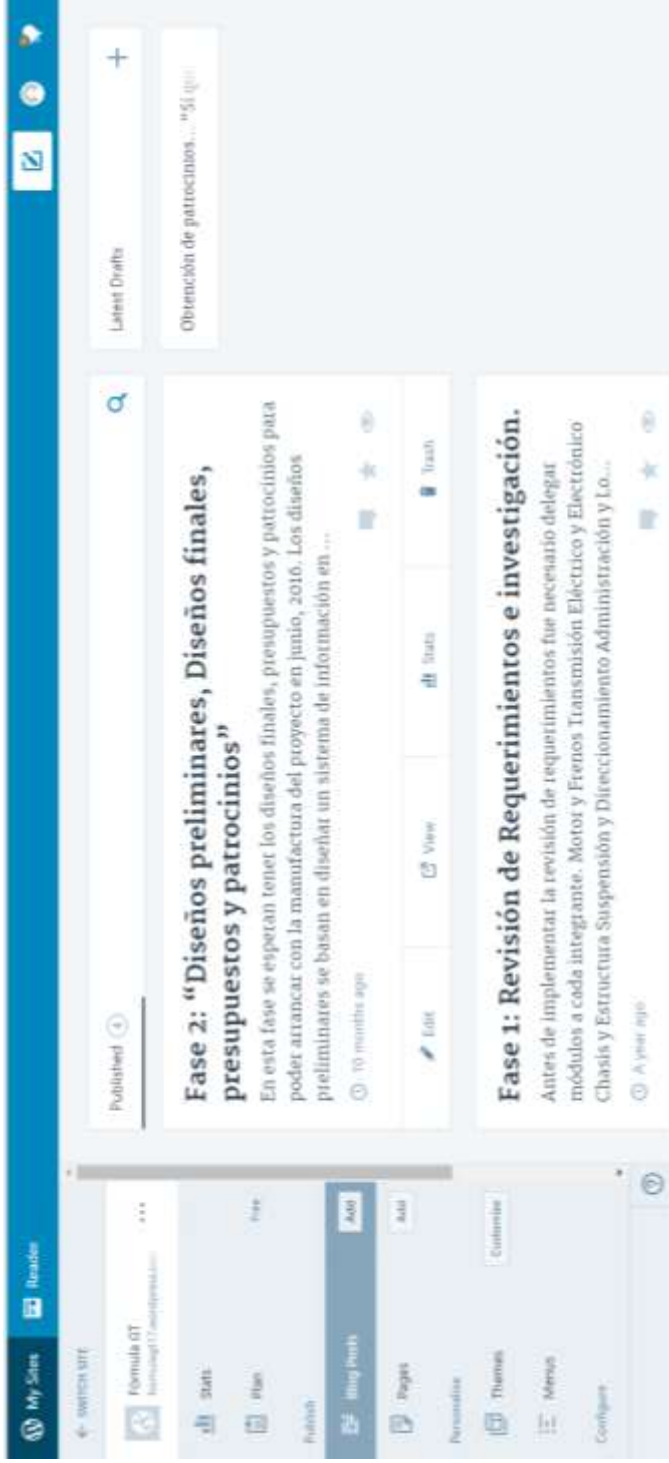 My Sites
Reader
SWITCH SITE
Formula GT
Stats
Plan
Free
Publish
Blog Posts
Add
Pages
Add
Personalize
Themes
Customize
Menus
Configure
Published 4
Fase 2: “Diseños preliminares, Diseños finales,
presupuestos y patrocinios”
En esta fase se esperan tener los diseños finales, presupuestos y patrocinios para
poder arrancar con la manufactura del proyecto en junio, 2016. Los diseños
preliminares se basan en diseñar un sistema de información en …
10 months ago
Edit
View
Stats
Trash
Fase 1: Revisión de Requerimientos e investigación.
Antes de implementar la revisión de requerimientos fue necesario delegar
módulos a cada integrante. Motor y Frenos Transmisión Eléctrico y Electrónico
Chasis y Estructura Suspensión y Direccionamiento Administración y Lo…
A year ago
Latest Drafts
Obtención de patrocinios… “Si